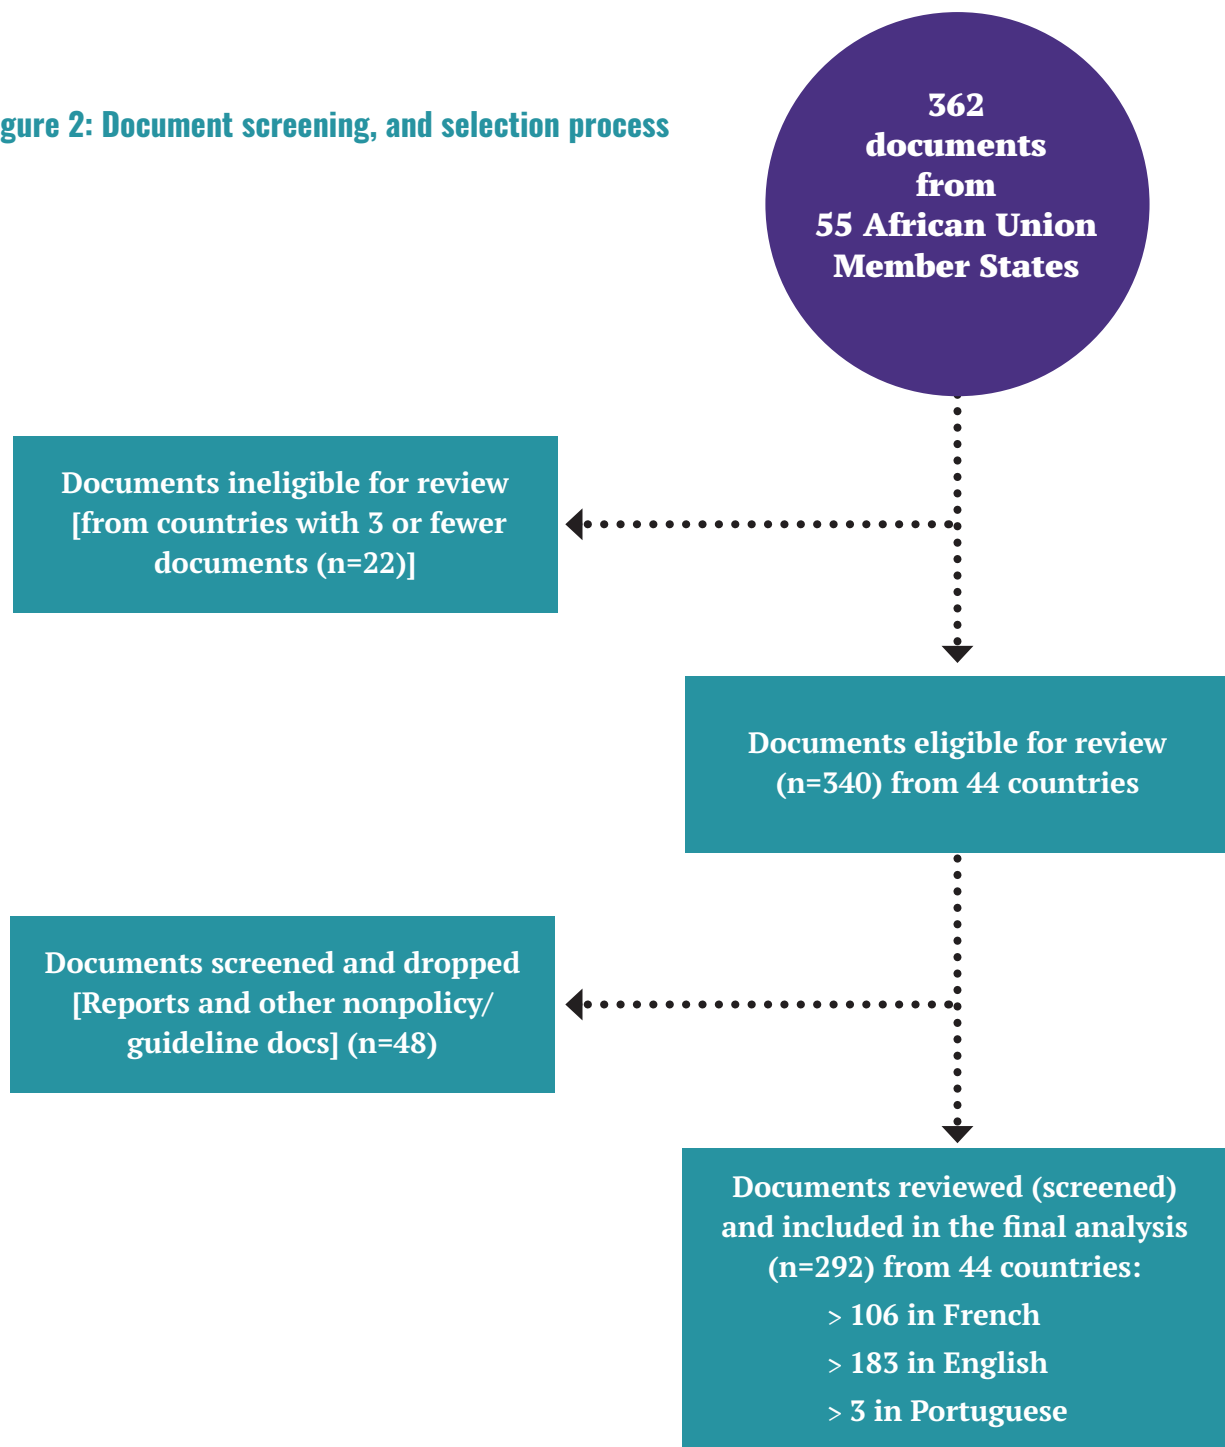 gure 2: Document screening, and selection process
362
documents
from
55 African Union
Member States
Documents ineligible for review
[from countries with 3 or fewer
documents (n=22)]
Documents eligible for review
(n=340) from 44 countries
Documents screened and dropped
[Reports and other nonpolicy/
guideline docs] (n=48)
Documents reviewed (screened)
and included in the final analysis
(n=292) from 44 countries:
> 106 in French
> 183 in English
> 3 in Portuguese